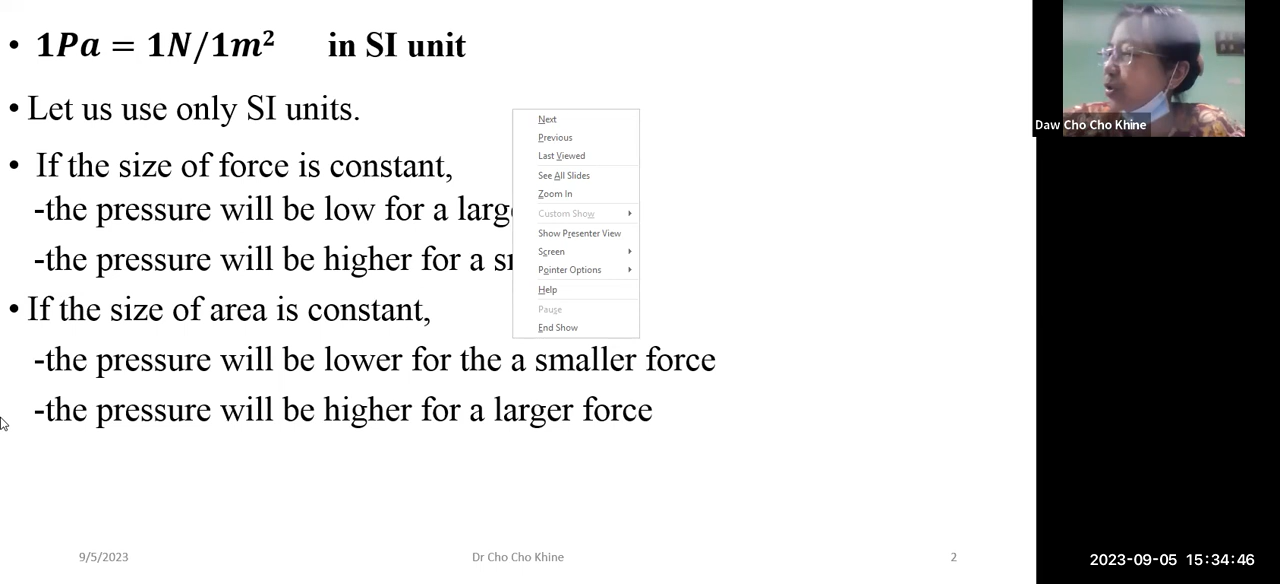 • 1Pa = 1N/1m² in SI unit
• Let us use only SI units.
• If the size of force is constant,
-the pressure will be low for a
-the pressure will be higher for a
• If the size of area is constant,
-the pressure will be lower for the a smaller force
-the pressure will be higher for a larger force
9/5/2023
Dr Cho Cho Khine
2
Next
Previous
Last Viewed
See All Slides
Zoom In
Custom Show
Show Presenter View
Screen
Pointer Options
Help
Pause
End Show
Daw Cho Cho Khine
2023-09-05 15:34:46